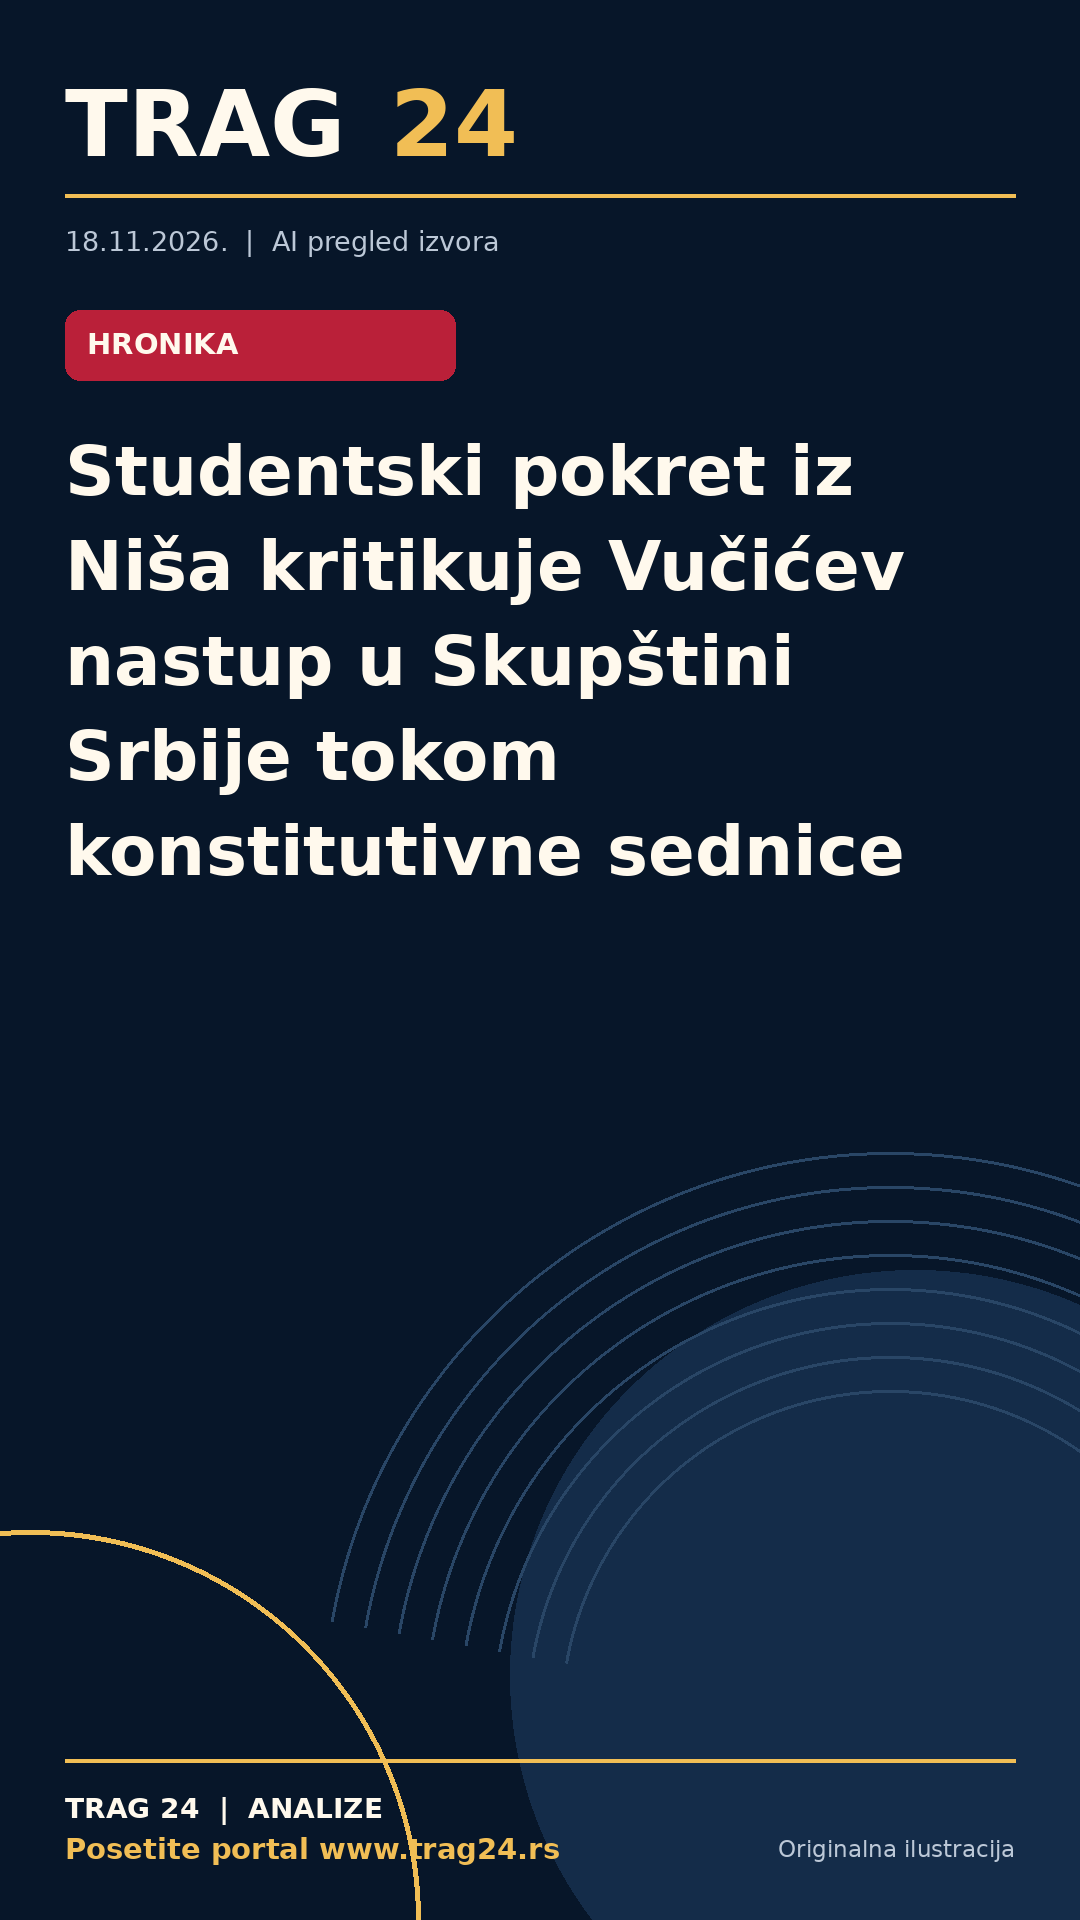 TRAG 24
18.11.2026. | AI pregled izvora
HRONIKA
Studentski pokret iz
Niša kritikuje Vučićev
nastup u Skupštini
Srbije tokom
konstitutivne sednice
TRAG 24 | ANALIZE
Posetite portal www.trag24.rs
Originalna ilustracija